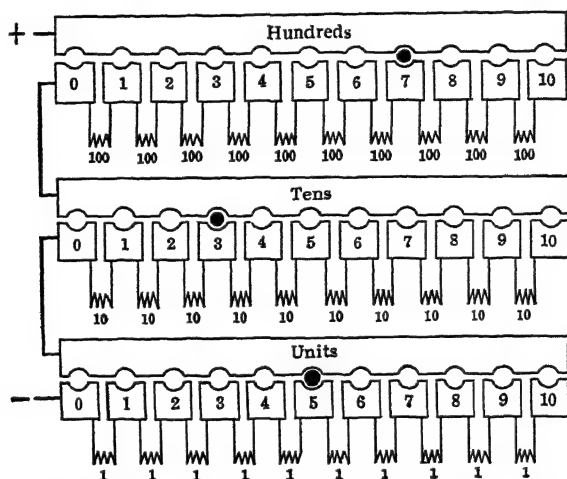 + Hundreds
0 1 2 3 4 5 6 7 8 9 10
100 100 100 100 100 100 100 100 100 100
Tens
0 1 2 3 4 5 6 7 8 9 10
10 10 10 10 10 10 10 10 10 10
Units
– 0 1 2 3 4 5 6 7 8 9 10
1 1 1 1 1 1 1 1 1 1